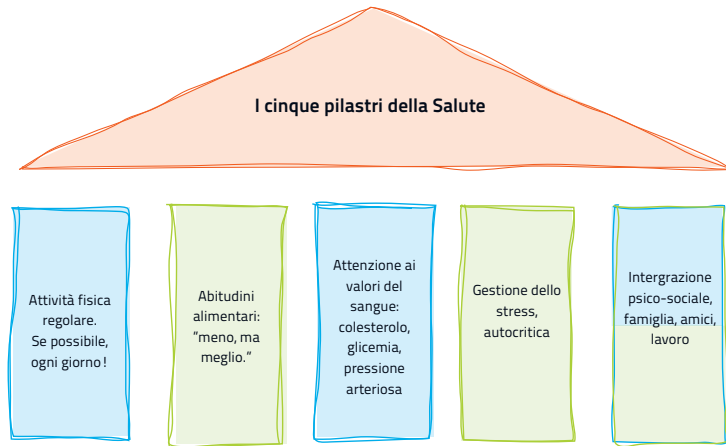 I cinque pilastri della Salute
Attività fisica
regolare.
Se possibile,
ogni giorno!
Abitudini
alimentari:
"meno, ma
meglio."
Attenzione ai
valori del
sangue:
colesterolo,
glicemia,
pressione
arteriosa
Gestione dello
stress,
autocritica
Intergrazione
psico-sociale,
famiglia, amici,
lavoro